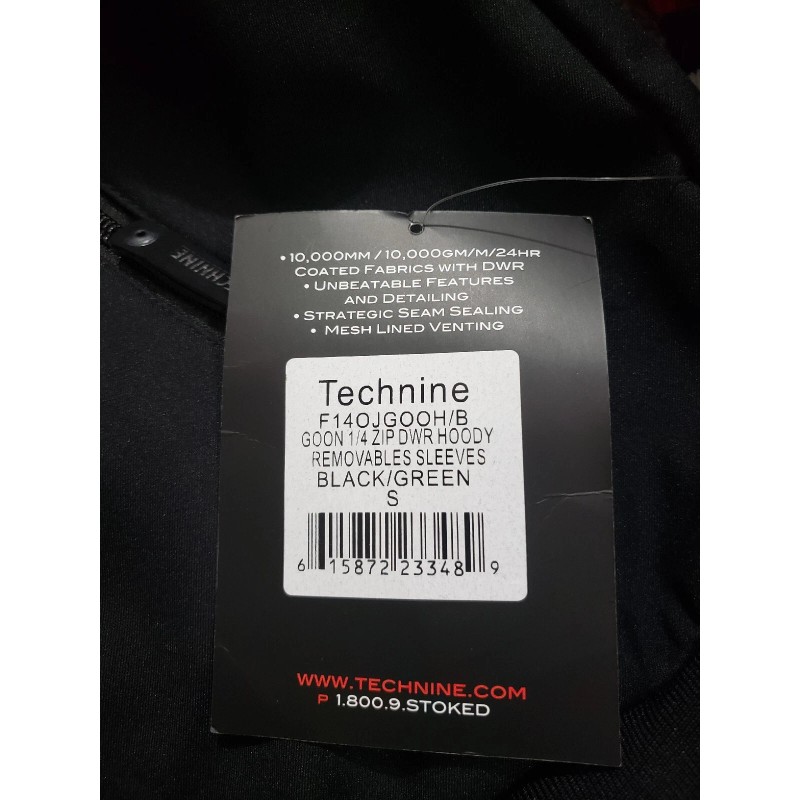 • 10,000MM / 10,000GM/M/24HR
COATED FABRICS WITH DWR
• UNBEATABLE FEATURES
AND DETAILING
• STRATEGIC SEAM SEALING
• MESH LINED VENTING
Technine
F14OJGOOH/B
GOON 1/4 ZIP DWR HOODY
REMOVABLES SLEEVES
BLACK/GREEN
S
6 15872 23348 9
WWW.TECHNINE.COM
P 1.800.9.STOKED